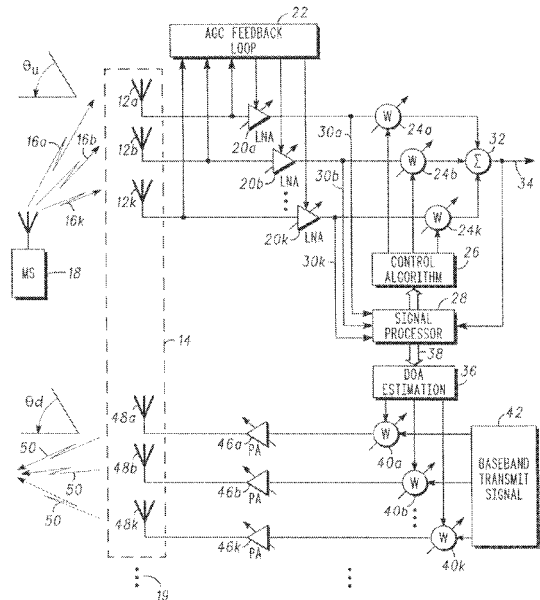 22
AGC FEEDBACK
LOOP
θu
12a
16a
16b
12b
20a
LNA
30a
W
24a
32
16k
12k
20b
LNA
30b
W
24b
Σ
34
MS
18
20k
LNA
30k
W
24k
CONTROL
ALGORITHM
26
SIGNAL
PROCESSOR
28
14
38
DOA
ESTIMATION
36
θd
50
48a
46a
PA
W
40a
42
50
48b
46b
PA
W
40b
BASEBAND
TRANSMIT
SIGNAL
50
48k
46k
PA
W
40k
19